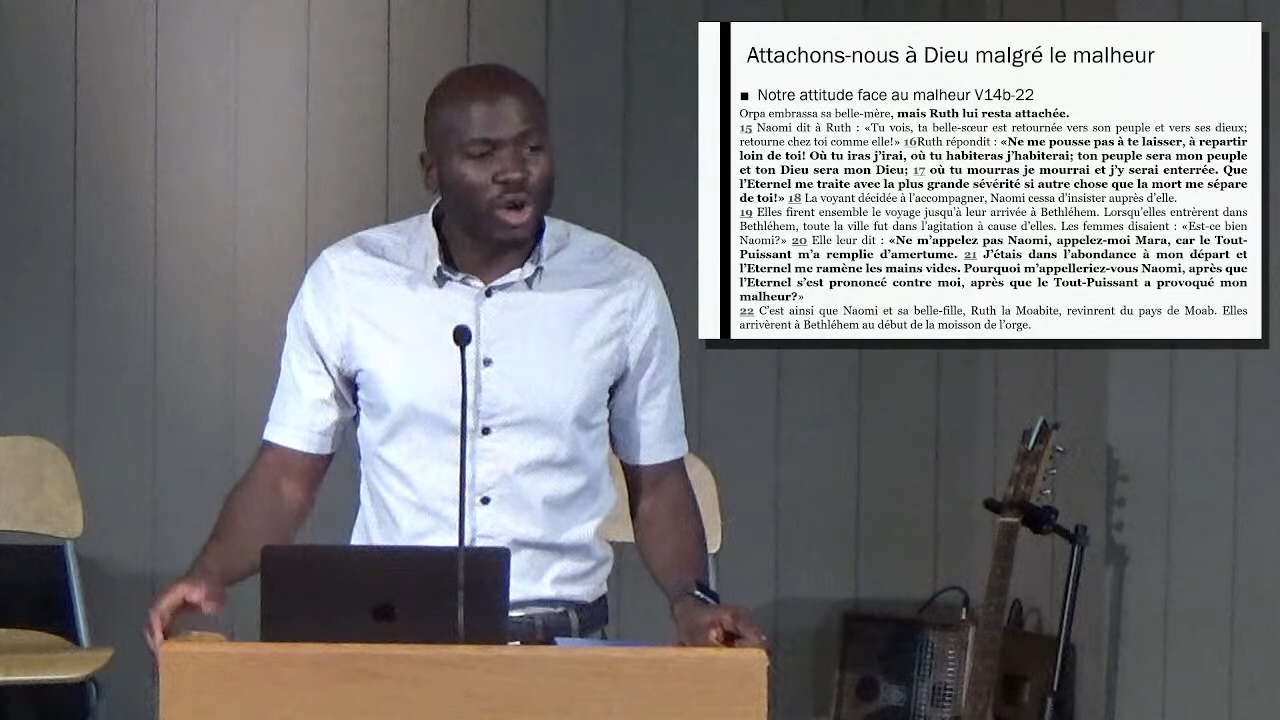 Attachons-nous à Dieu malgré le malheur
■ Notre attitude face au malheur V14b-22
Orpa embrassa sa belle-mère, mais Ruth lui resta attachée.
15 Naomi dit à Ruth : «Tu vois, ta belle-sœur est retournée vers son peuple et vers ses dieux;
retourne chez toi comme elle!» 16Ruth répondit : «Ne me pousse pas à te laisser, à repartir
loin de toi! Où tu iras j'irai, où tu habiteras j'habiterai; ton peuple sera mon peuple
et ton Dieu sera mon Dieu; 17 où tu mourras je mourrai et j'y serai enterrée. Que
l'Eternel me traite avec la plus grande sévérité si autre chose que la mort me sépare
de toi!» 18 La voyant décidée à l'accompagner, Naomi cessa d'insister auprès d'elle.
19 Elles firent ensemble le voyage jusqu'à leur arrivée à Bethléhem. Lorsqu'elles entrèrent dans
Bethléhem, toute la ville fut dans l'agitation à cause d'elles. Les femmes disaient : «Est-ce bien
Naomi?» 20 Elle leur dit : «Ne m'appelez pas Naomi, appelez-moi Mara, car le Tout-
Puissant m'a remplie d'amertume. 21 J'étais dans l'abondance à mon départ et
l'Eternel me ramène les mains vides. Pourquoi m'appelleriez-vous Naomi, après que
l'Eternel s'est prononcé contre moi, après que le Tout-Puissant a provoqué mon
malheur?»
22 C'est ainsi que Naomi et sa belle-fille, Ruth la Moabite, revinrent du pays de Moab. Elles
arrivèrent à Bethléhem au début de la moisson de l'orge.